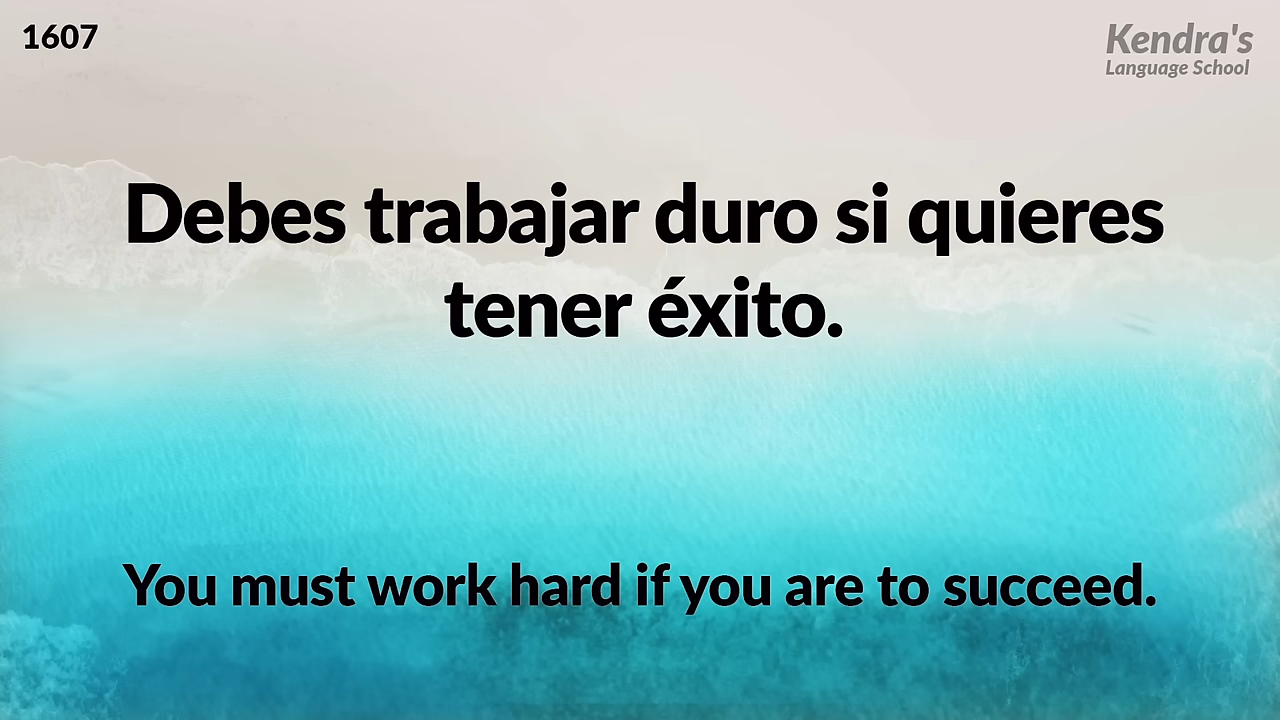 1607
Kendra's
Language School
Debes trabajar duro si quieres
tener éxito.
You must work hard if you are to succeed.